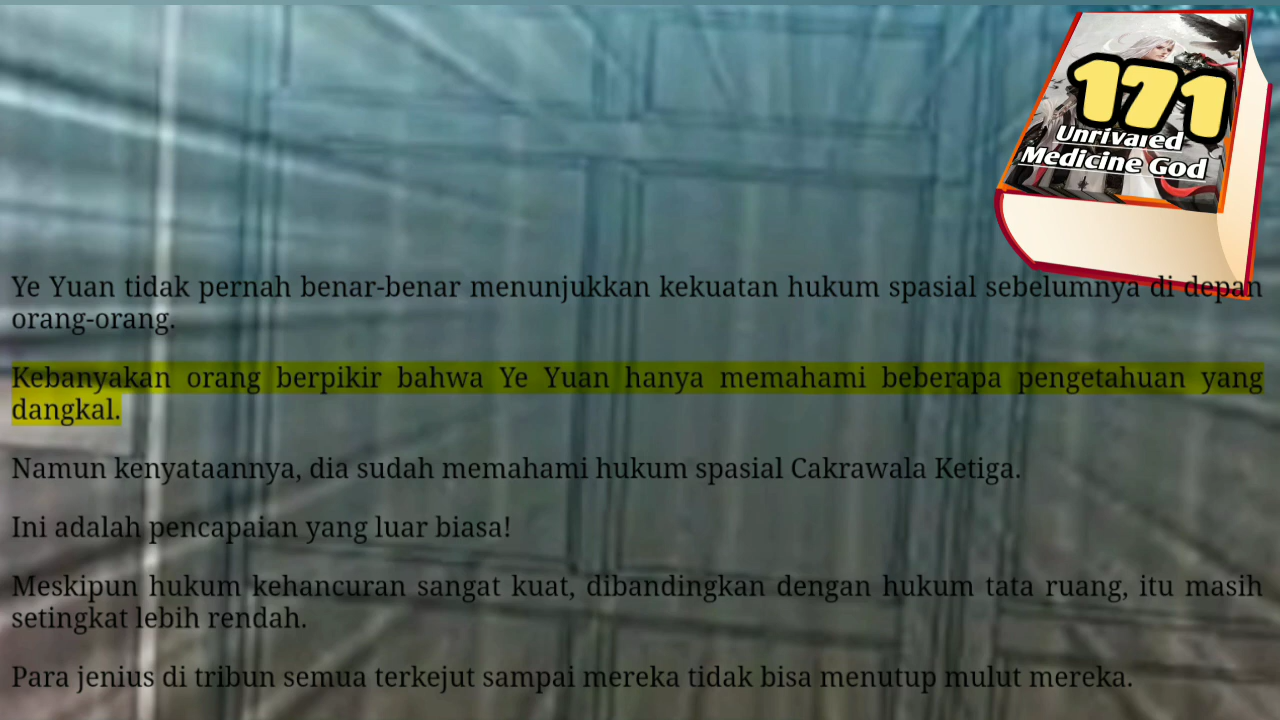 171
Unrivaled
Medicine God
Ye Yuan tidak pernah benar-benar menunjukkan kekuatan hukum spasial sebelumnya di depan
orang-orang.
Kebanyakan orang berpikir bahwa Ye Yuan hanya memahami beberapa pengetahuan yang
dangkal.
Namun kenyataannya, dia sudah memahami hukum spasial Cakrawala Ketiga.
Ini adalah pencapaian yang luar biasa!
Meskipun hukum kehancuran sangat kuat, dibandingkan dengan hukum tata ruang, itu masih
setingkat lebih rendah.
Para jenius di tribun semua terkejut sampai mereka tidak bisa menutup mulut mereka.